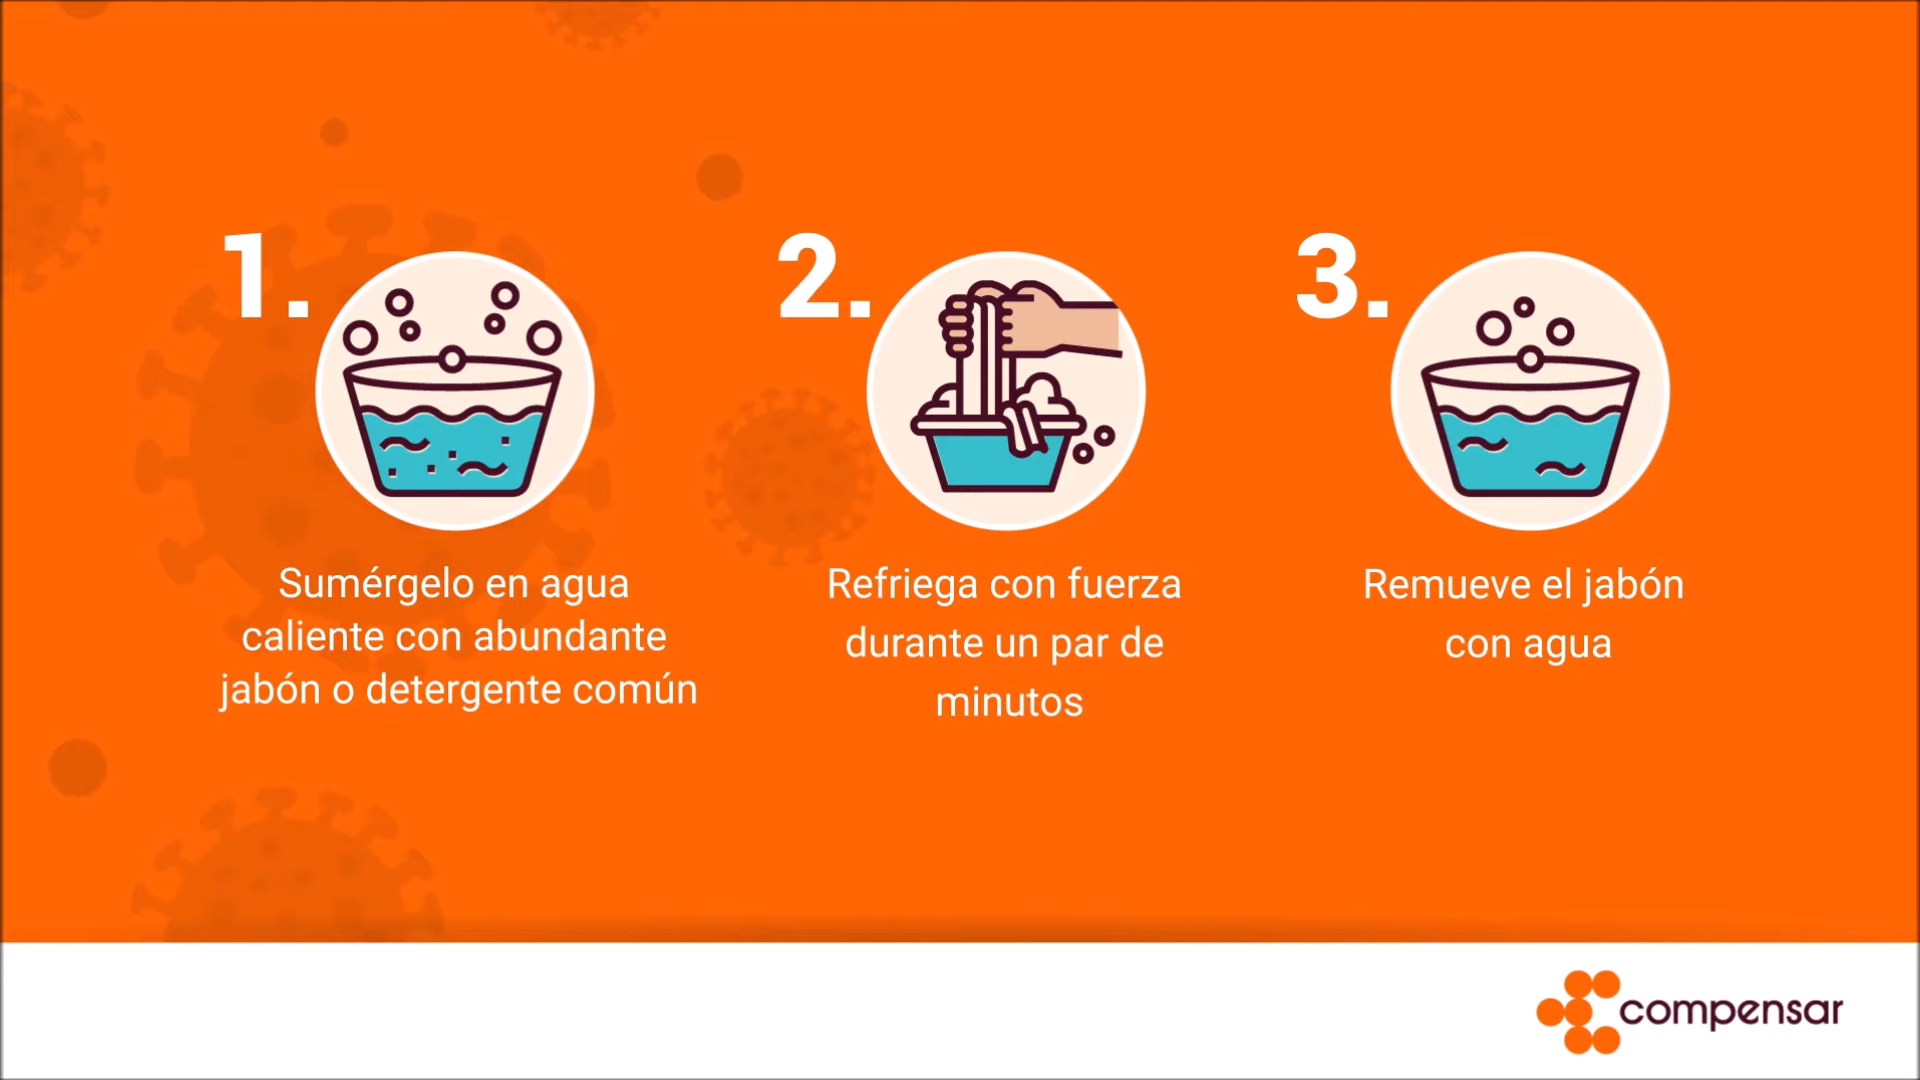 1.
Sumérgelo en agua
caliente con abundante
jabón o detergente común
2.
Refriega con fuerza
durante un par de
minutos
3.
Remueve el jabón
con agua
compensar